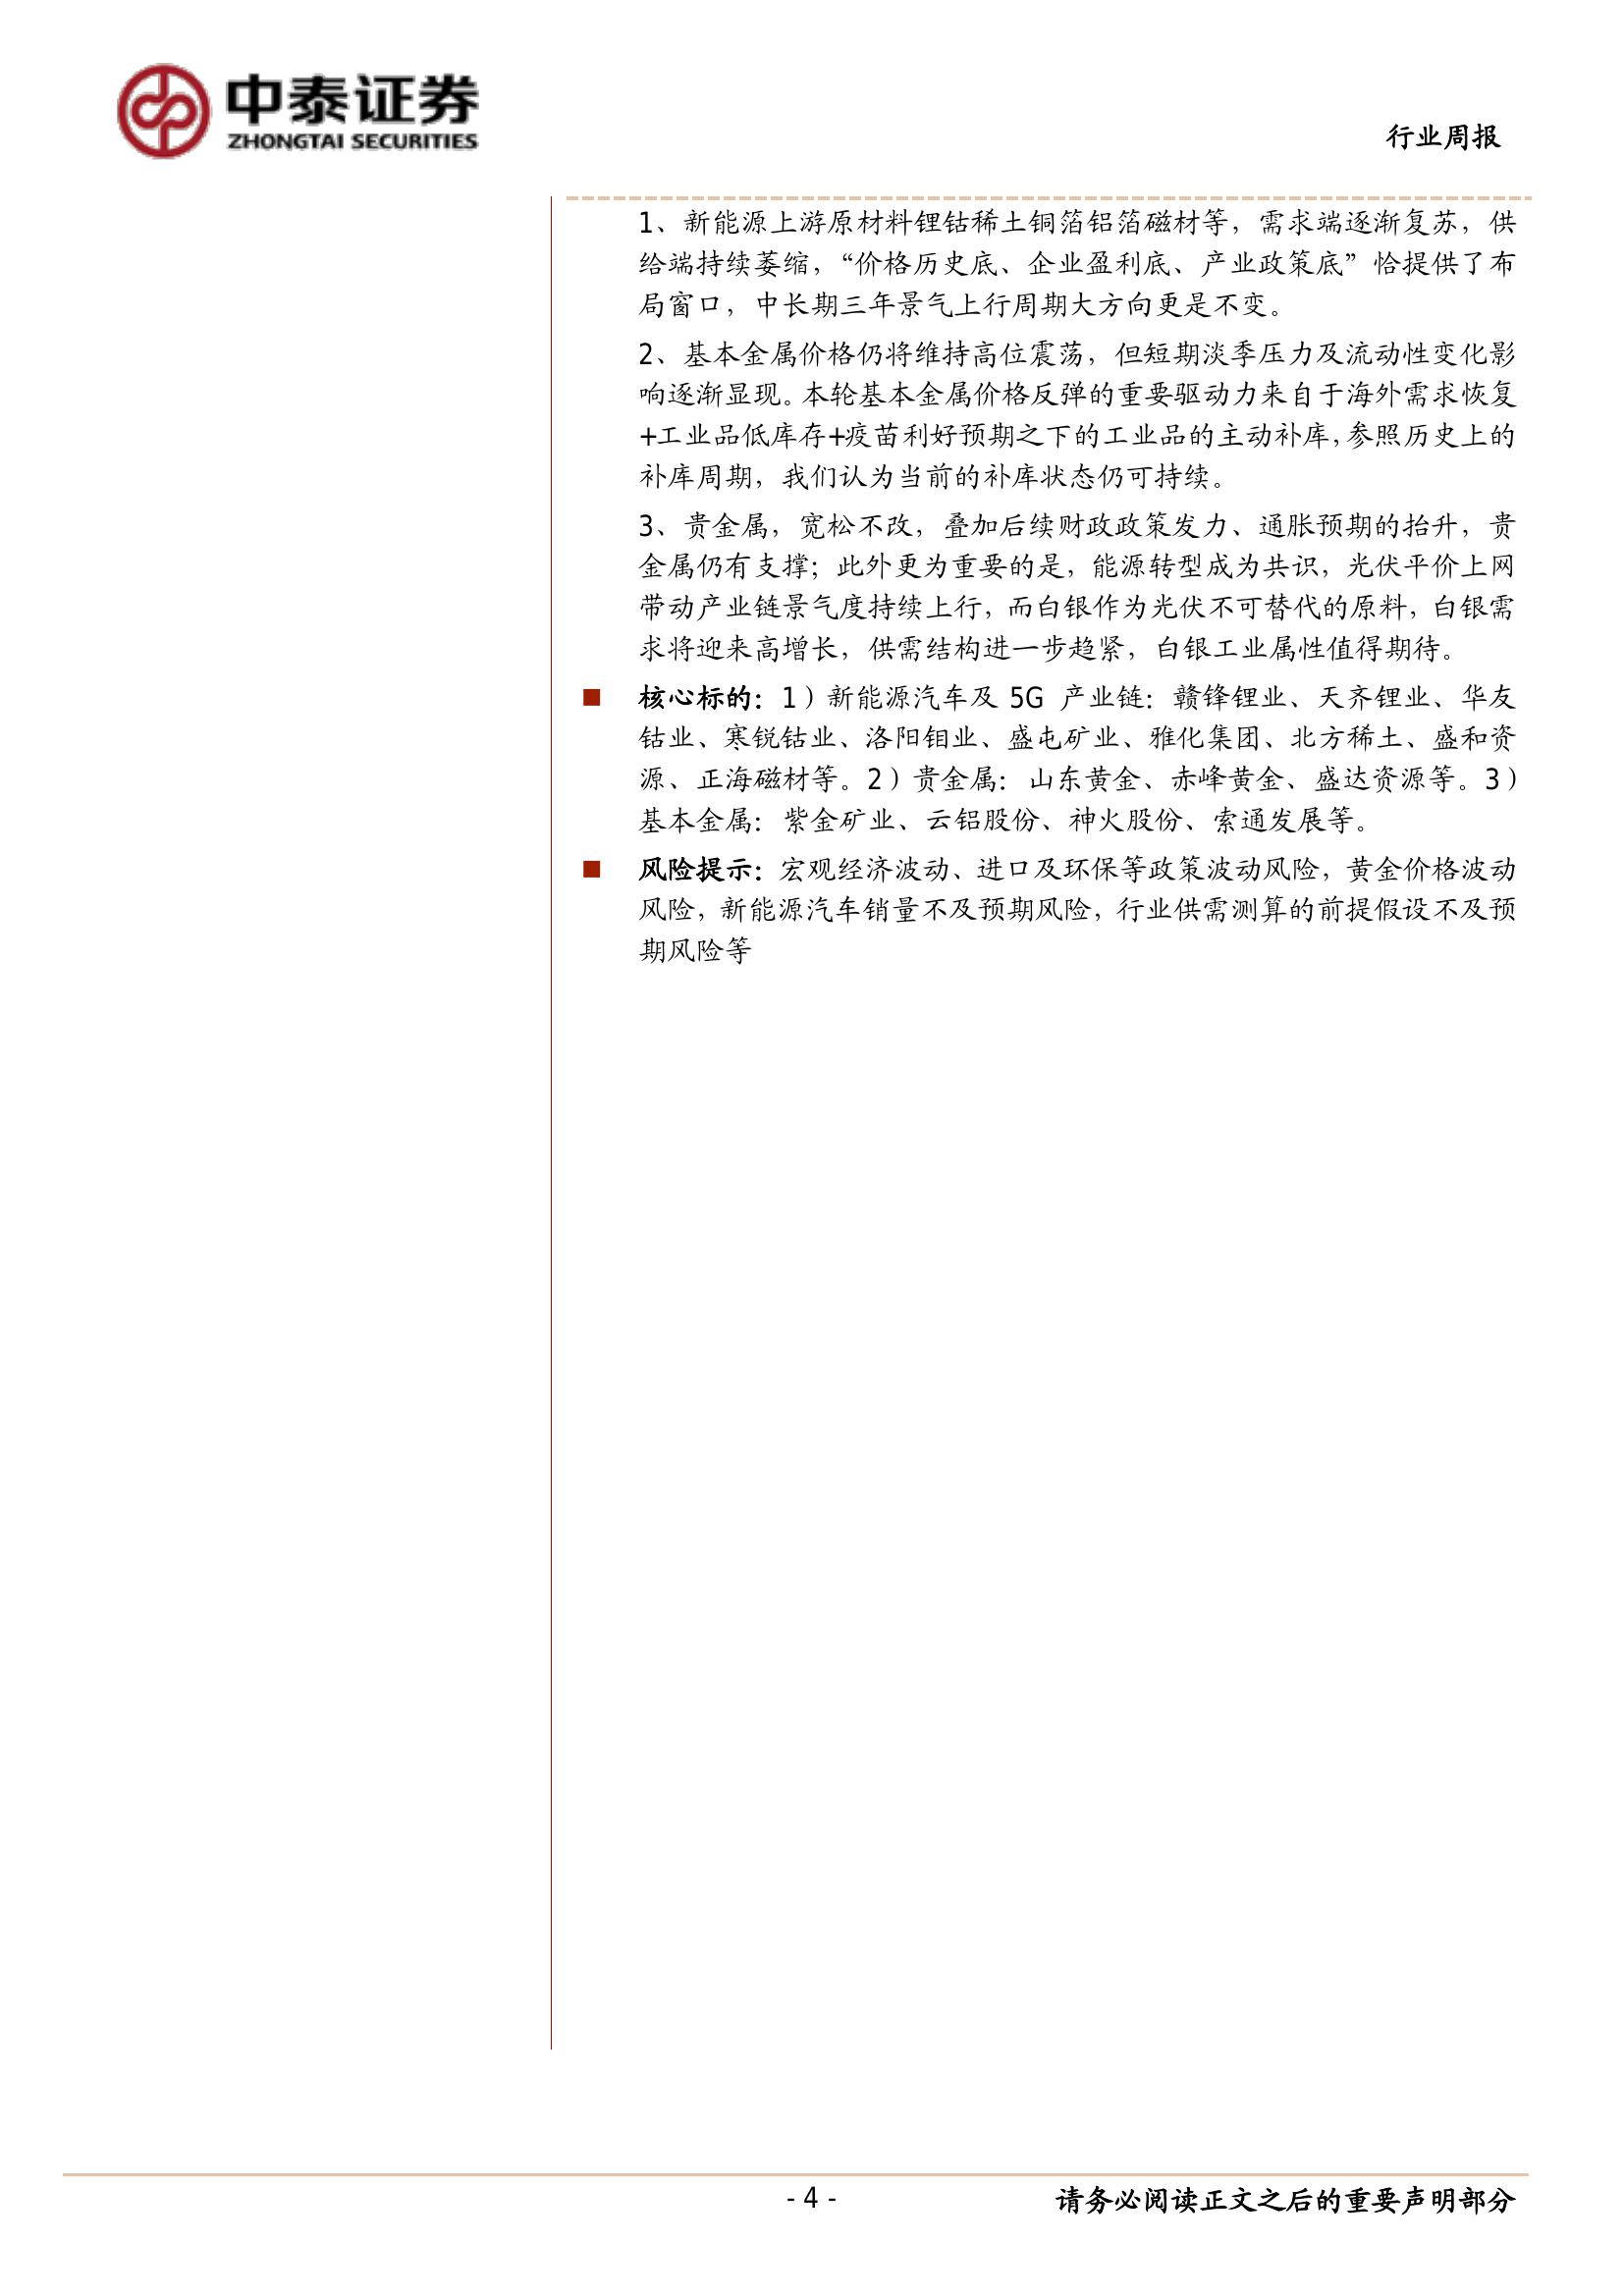 中泰证券
ZHONGTAI SECURITIES
行业周报
1、新能源上游原材料锂钴稀土铜箔铝箔磁材等，需求端逐渐复苏，供
给端持续萎缩，“价格历史底、企业盈利底、产业政策底”恰提供了布
局窗口，中长期三年景气上行周期大方向更是不变。
2、基本金属价格仍将维持高位震荡，但短期淡季压力及流动性变化影
响逐渐显现。本轮基本金属价格反弹的重要驱动力来自于海外需求恢复
+工业品低库存+疫苗利好预期之下的工业品的主动补库，参照历史上的
补库周期，我们认为当前的补库状态仍可持续。
3、贵金属，宽松不改，叠加后续财政政策发力、通胀预期的抬升，贵
金属仍有支撑；此外更为重要的是，能源转型成为共识，光伏平价上网
带动产业链景气度持续上行，而白银作为光伏不可替代的原料，白银需
求将迎来高增长，供需结构进一步趋紧，白银工业属性值得期待。
■ 核心标的：1）新能源汽车及 5G 产业链：赣锋锂业、天齐锂业、华友
钴业、寒锐钴业、洛阳钼业、盛屯矿业、雅化集团、北方稀土、盛和资
源、正海磁材等。2）贵金属：山东黄金、赤峰黄金、盛达资源等。3）
基本金属：紫金矿业、云铝股份、神火股份、索通发展等。
■ 风险提示：宏观经济波动、进口及环保等政策波动风险，黄金价格波动
风险，新能源汽车销量不及预期风险，行业供需测算的前提假设不及预
期风险等
- 4 -
请务必阅读正文之后的重要声明部分